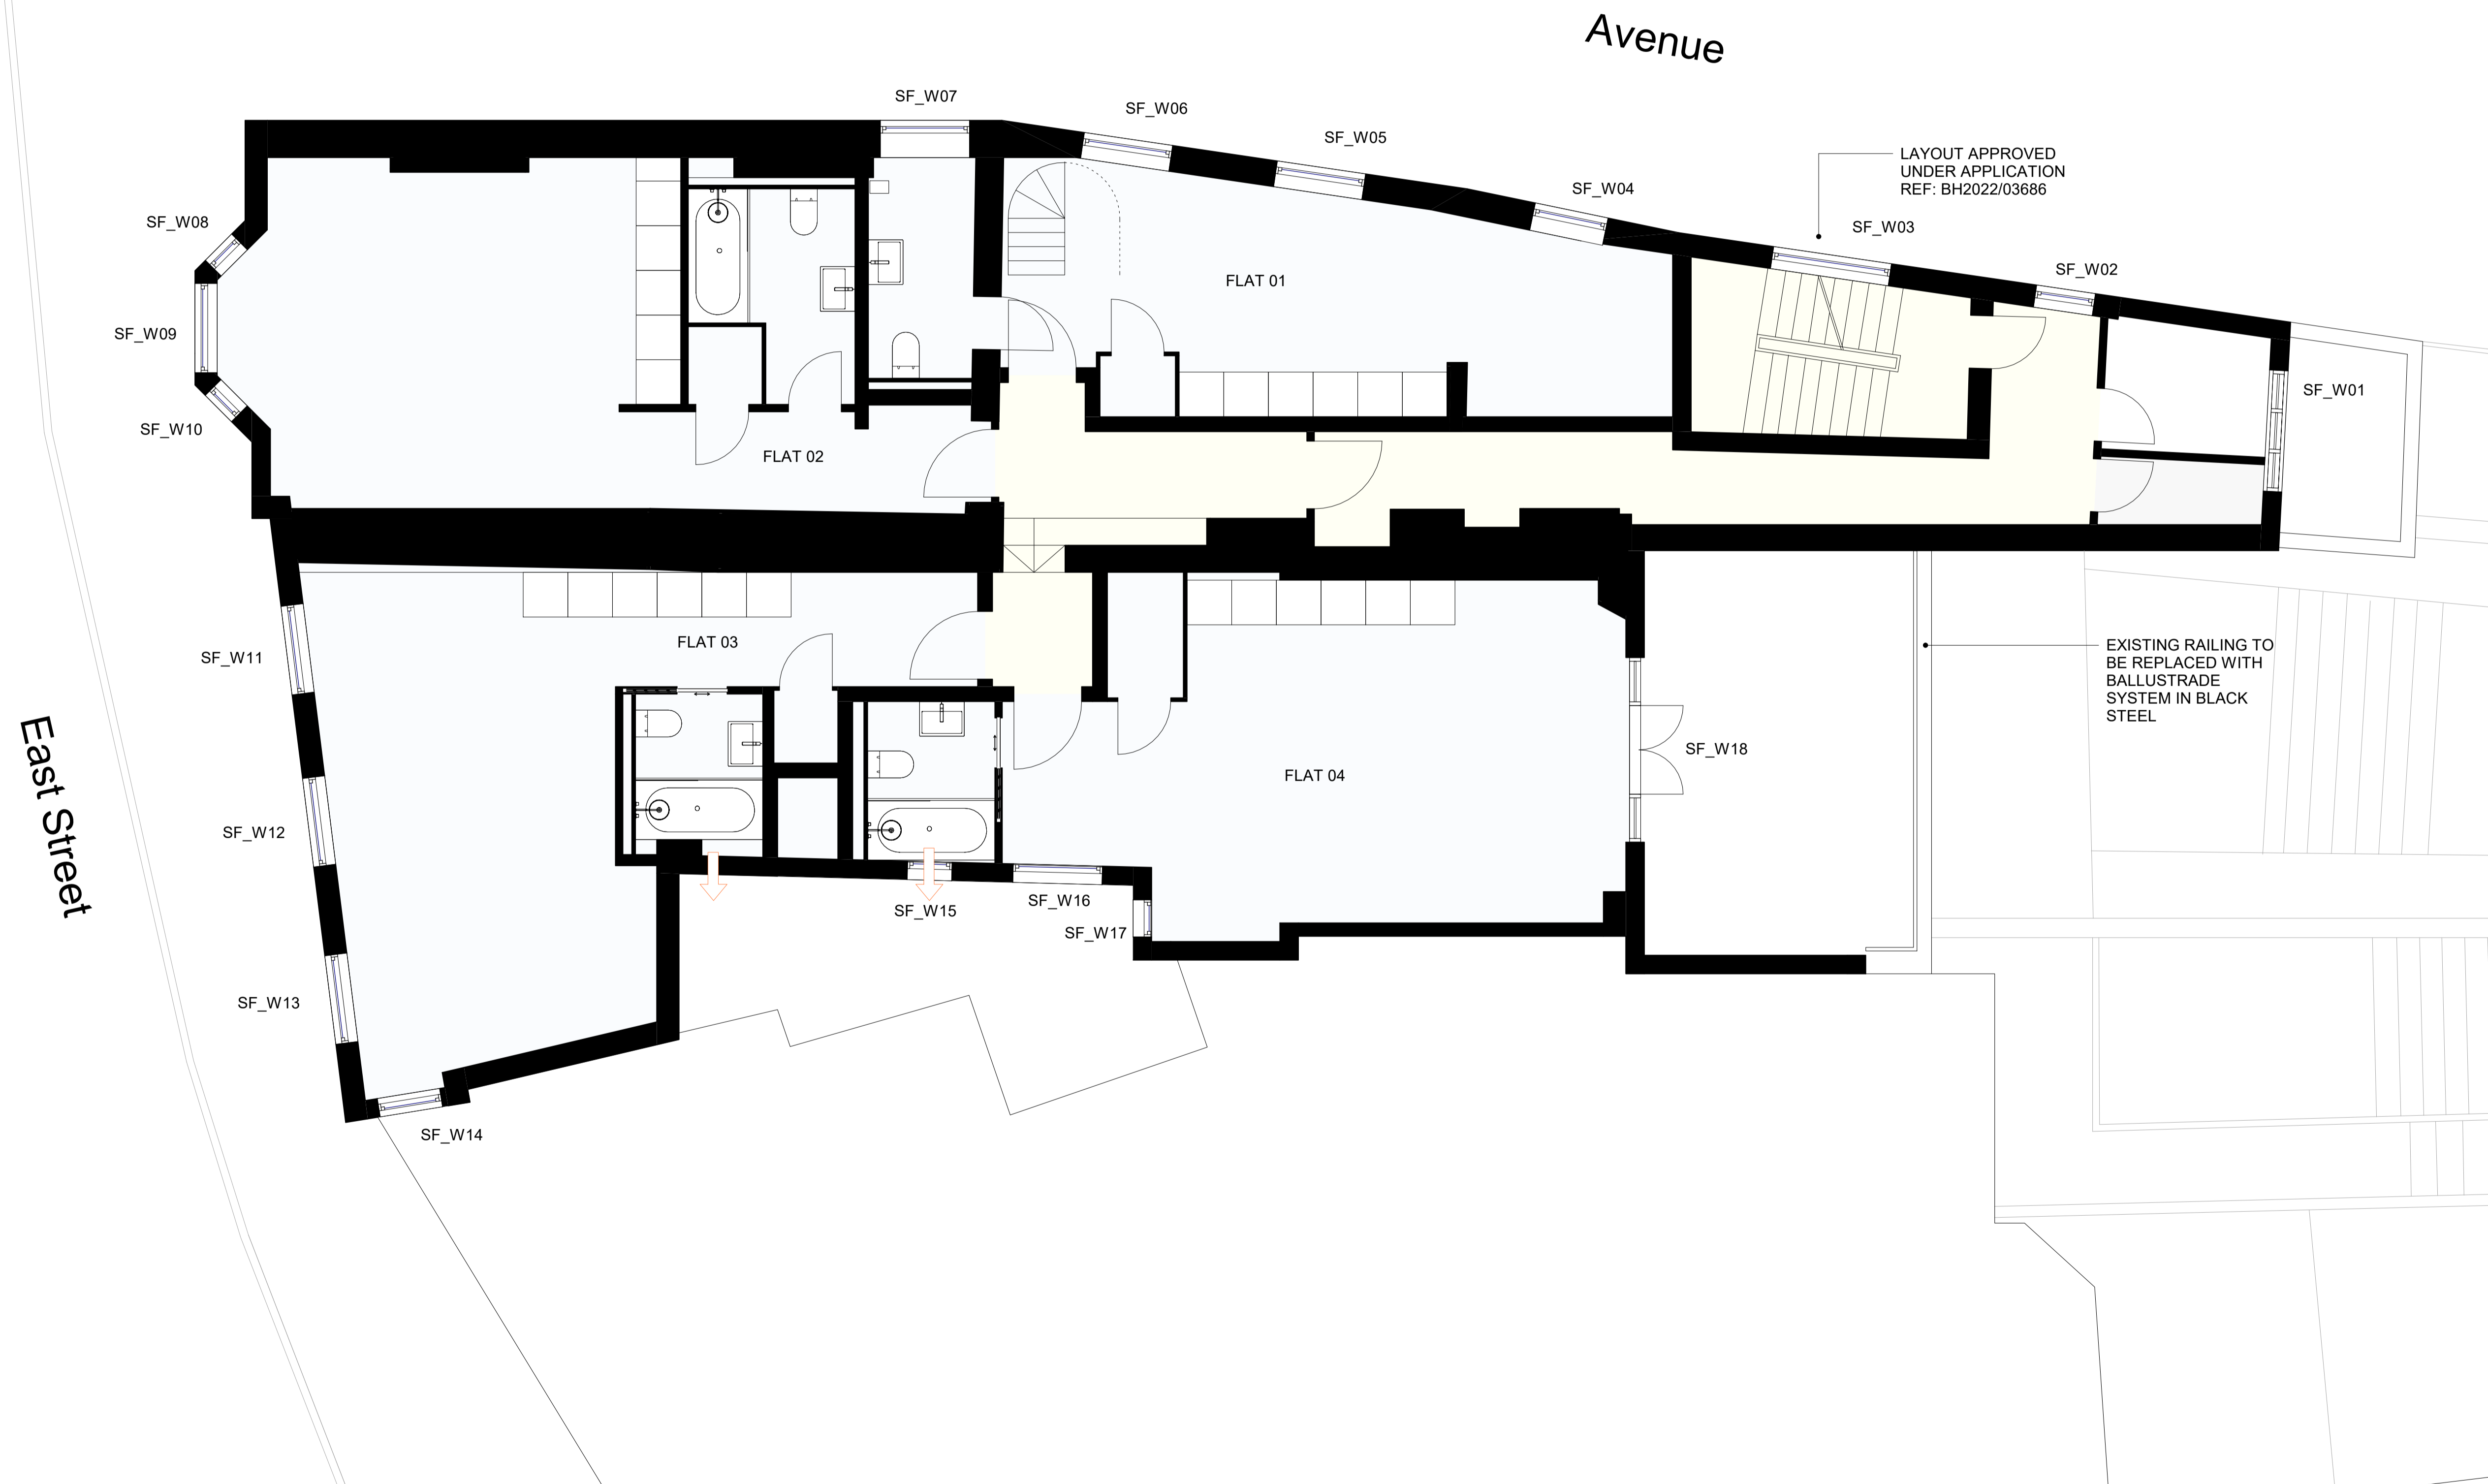 Avenue
SF_W07
SF_W06
SF_W05
LAYOUT APPROVED
UNDER APPLICATION
REF: BH2022/03686
SF_W04
SF_W08
SF_W03
SF_W02
FLAT 01
SF_W09
SF_W01
SF_W10
FLAT 02
FLAT 03
SF_W11
EXISTING RAILING TO
BE REPLACED WITH
BALLUSTRADE
SYSTEM IN BLACK
STEEL
East Street
SF_W18
FLAT 04
SF_W12
SF_W16
SF_W15
SF_W17
SF_W13
SF_W14